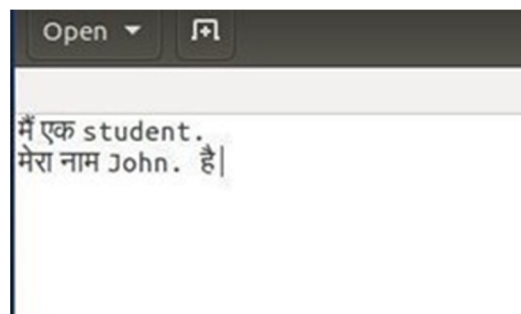 Open
मैं एक student.
मेरा नाम John. है